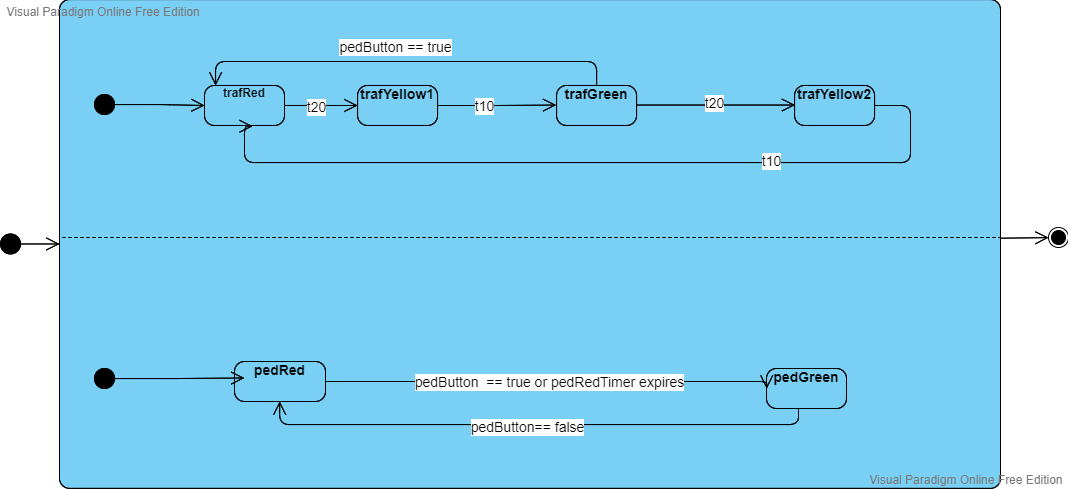 Visual Paradigm Online Free Edition
pedButton == true
trafRed
t20
trafYellow1
t10
trafGreen
t20
trafYellow2
t10
pedRed
pedButton  == true or pedRedTimer expires
pedGreen
pedButton== false
Visual Paradigm Online Free Edition